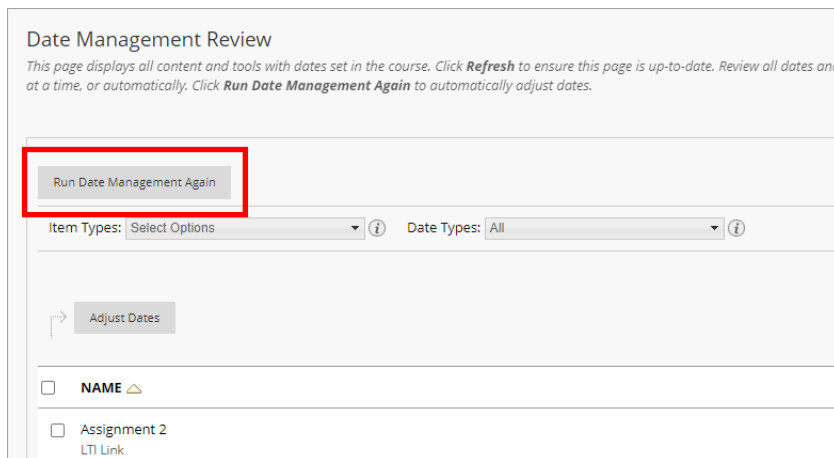 Date Management Review
This page displays all content and tools with dates set in the course. Click Refresh to ensure this page is up-to-date. Review all dates and
at a time, or automatically. Click Run Date Management Again to automatically adjust dates.
Run Date Management Again
Item Types: Select Options i Date Types: All i
Adjust Dates
NAME
Assignment 2
LTI Link